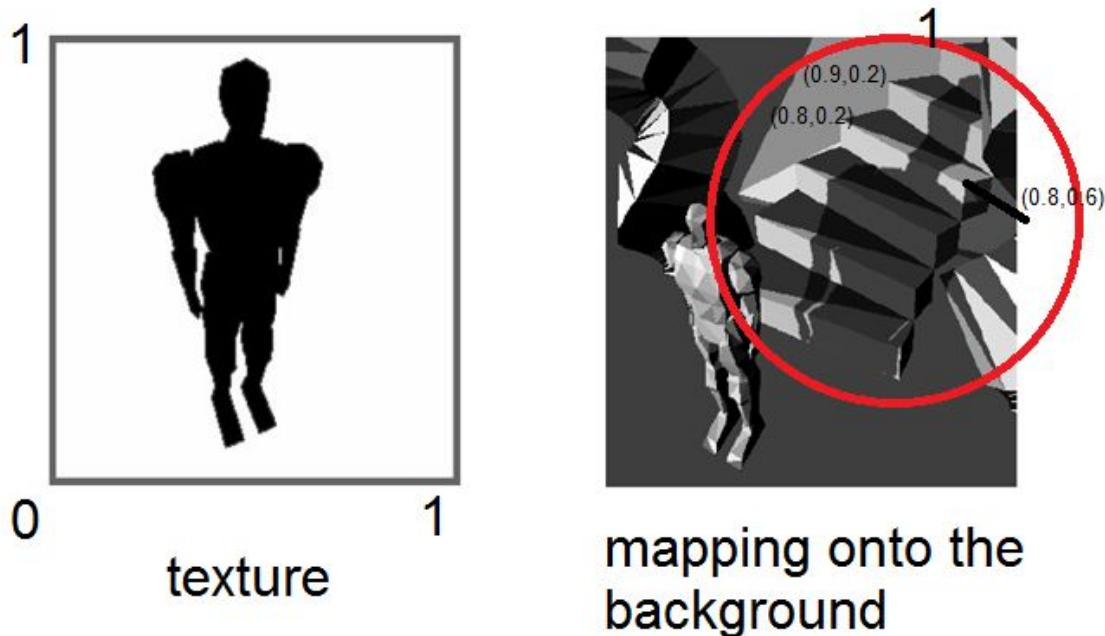 1
0
1
texture
1
(0.9,0.2)
(0.8,0.2)
(0.8,0.6)
mapping onto the
background